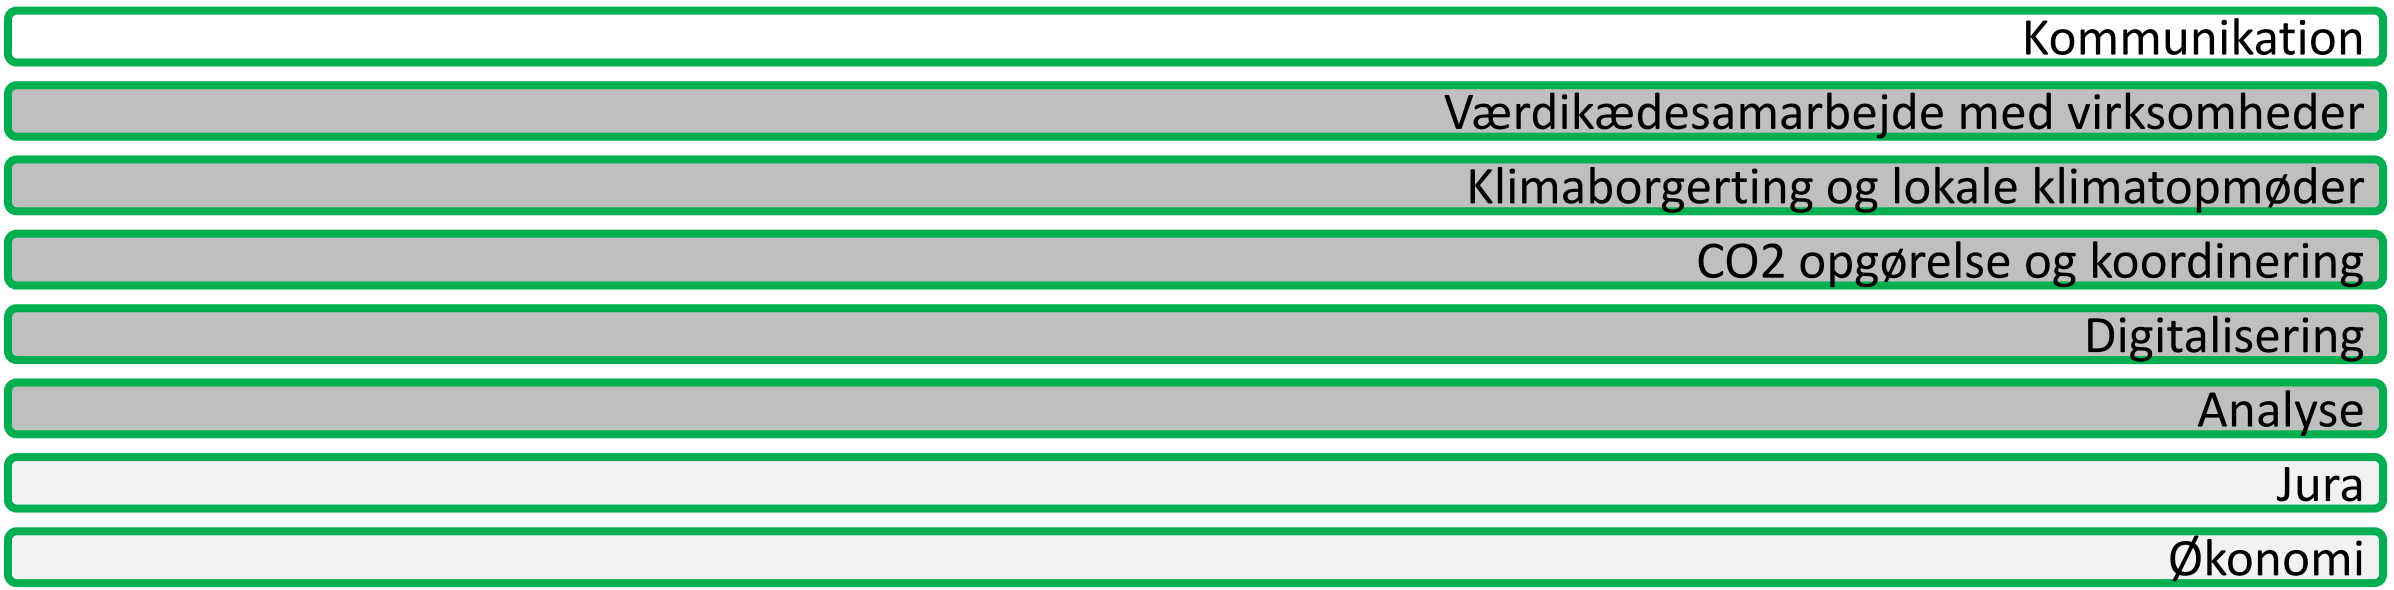 Kommunikation
Værdikædesamarbejde med virksomheder
Klimaborgerting og lokale klimatopmøder
CO2 opgørelse og koordinering
Digitalisering
Analyse
Jura
Økonomi